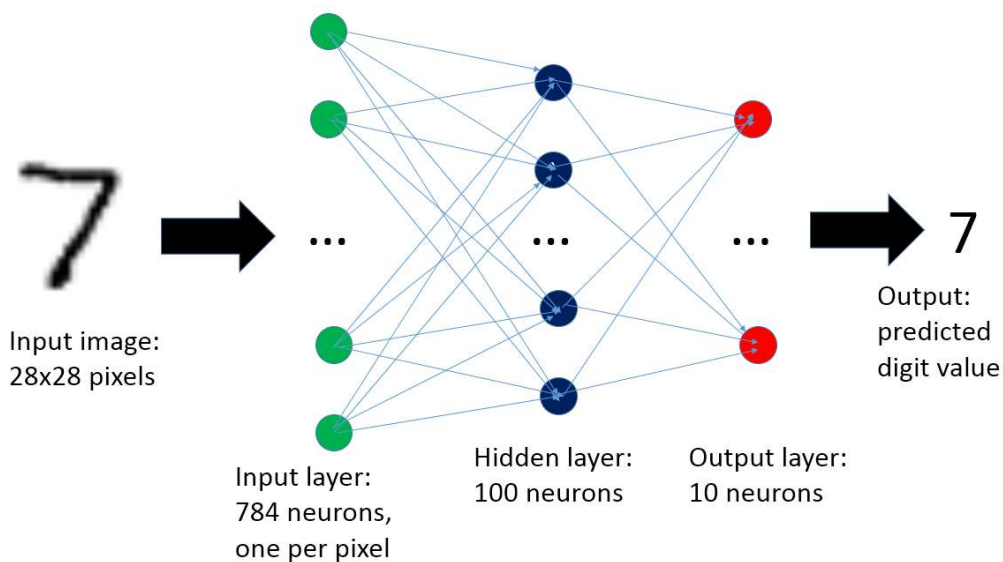 7
... ... ...
7
Input image:
28x28 pixels
Input layer:
784 neurons,
one per pixel
Hidden layer:
100 neurons
Output layer:
10 neurons
Output:
predicted
digit value